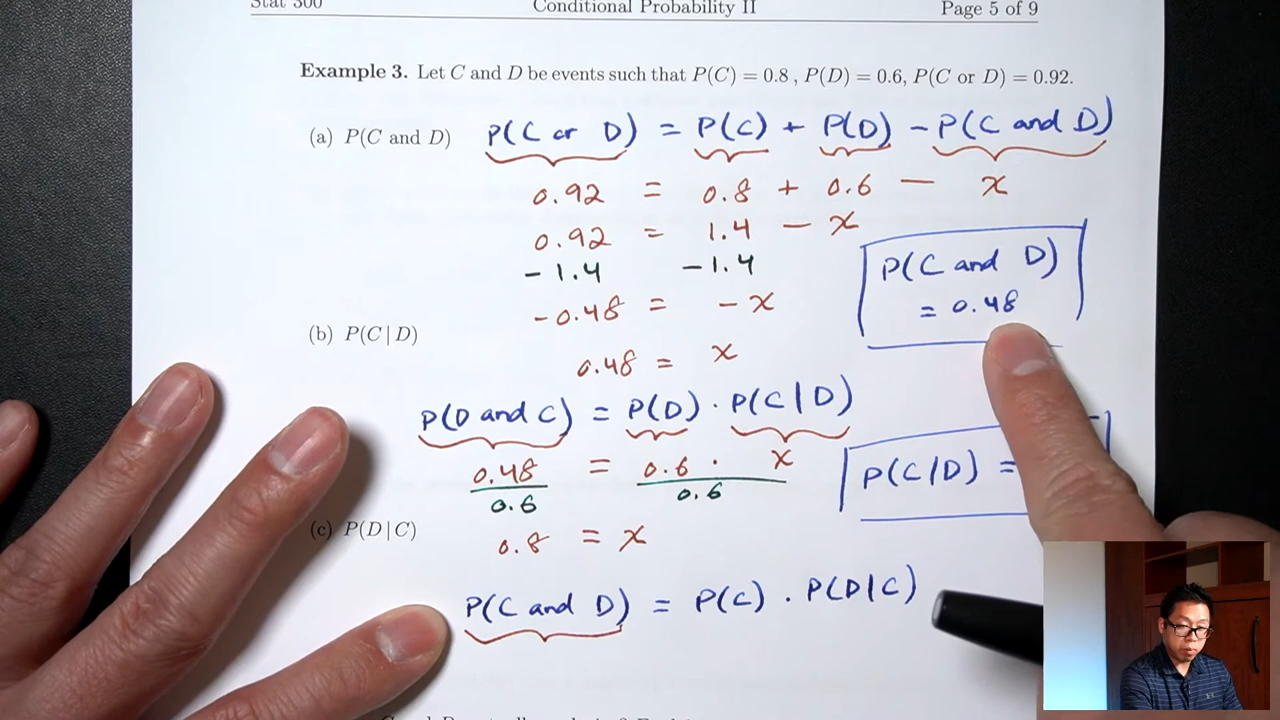 Stat 300 Conditional Probability II Page 5 of 9
Example 3. Let C and D be events such that P(C) = 0.8 , P(D) = 0.6, P(C or D) = 0.92.
(a) P(C and D) P(C or D) = P(C) + P(D) - P(C and D)
0.92 = 0.8 + 0.6 - x
0.92 = 1.4 - x
-1.4 -1.4
P(C and D)
= 0.48
-0.48 = -x
(b) P(C | D)
0.48 = x
P(D and C) = P(D) · P(C|D)
0.48 = 0.6 · x
0.6 0.6
P(C|D) =
(c) P(D | C)
0.8 = x
P(C and D) = P(C) · P(D|C)